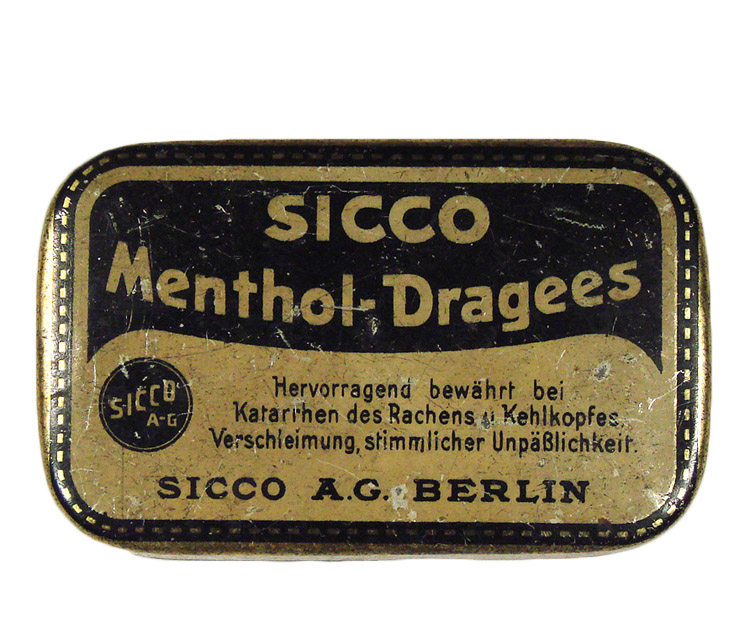 SICCO
Menthol-Dragees
SICCO
A-G
Hervorragend bewährt bei
Katarrhen des Rachens u. Kehlkopfes.
Verschleimung, stimmlicher Unpäßlichkeit.
SICCO A.G. BERLIN